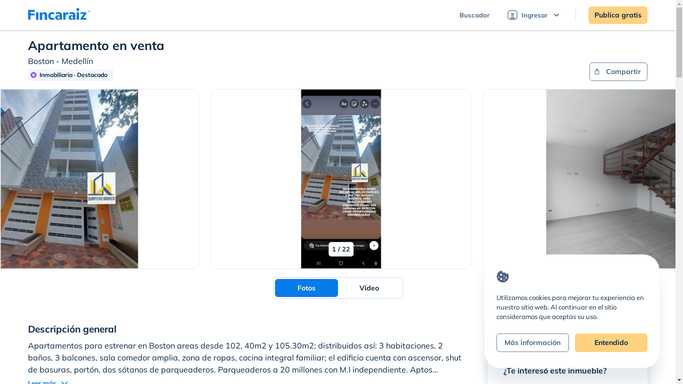 Fincaraiz
Buscador
Ingresar
Publica gratis
Apartamento en venta
Boston - Medellín
Inmobiliaria · Destacado
Compartir
Aa
1 / 22
Fotos
Video
Descripción general
Apartamentos para estrenar en Boston areas desde 102, 40m2 y 105.30m2; distribuidos así: 3 habitaciones, 2
baños, 3 balcones, sala comedor amplia, zona de ropas, cocina integral familiar; el edificio cuenta con ascensor, shut
de basuras, portón, dos sótanos de parqueaderos. Parqueaderos a 20 millones con M.I independiente. Aptos...
Leer más
Utilizamos cookies para mejorar tu experiencia en
nuestro sitio web. Al continuar en el sitio
consideramos que aceptas su uso.
Más información
Entendido
¿Te interesó este inmueble?